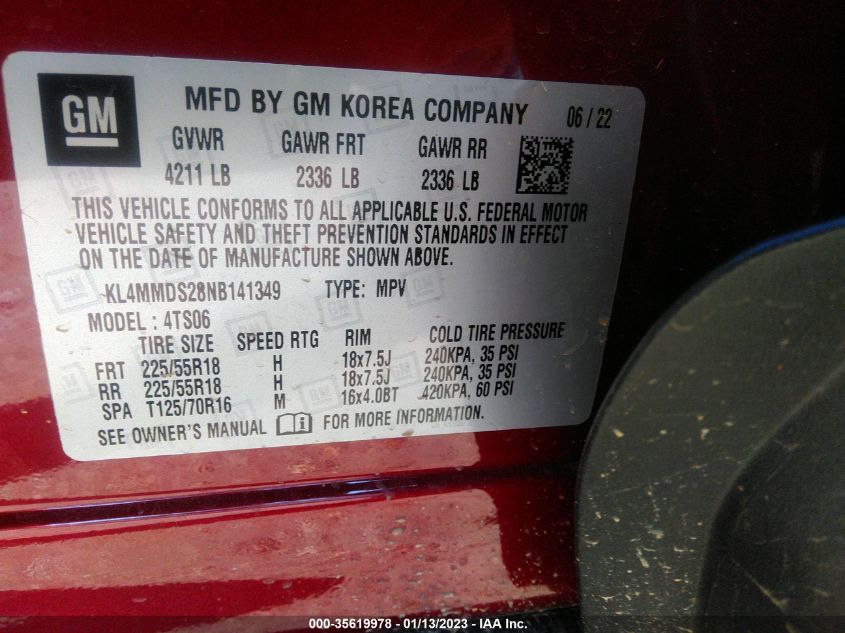 GM
MFD BY GM KOREA COMPANY 06 / 22
GVWR GAWR FRT GAWR RR
4211 LB 2336 LB 2336 LB
THIS VEHICLE CONFORMS TO ALL APPLICABLE U.S. FEDERAL MOTOR
VEHICLE SAFETY AND THEFT PREVENTION STANDARDS IN EFFECT
ON THE DATE OF MANUFACTURE SHOWN ABOVE.
KL4MMDS28NB141349 TYPE: MPV
MODEL : 4TS06
TIRE SIZE SPEED RTG RIM COLD TIRE PRESSURE
FRT 225/55R18 H 18x7.5J 240KPA, 35 PSI
RR 225/55R18 H 18x7.5J 240KPA, 35 PSI
SPA T125/70R16 M 16x4.0BT 420KPA, 60 PSI
SEE OWNER'S MANUAL FOR MORE INFORMATION.
000-35619978 - 01/13/2023 - IAA Inc.